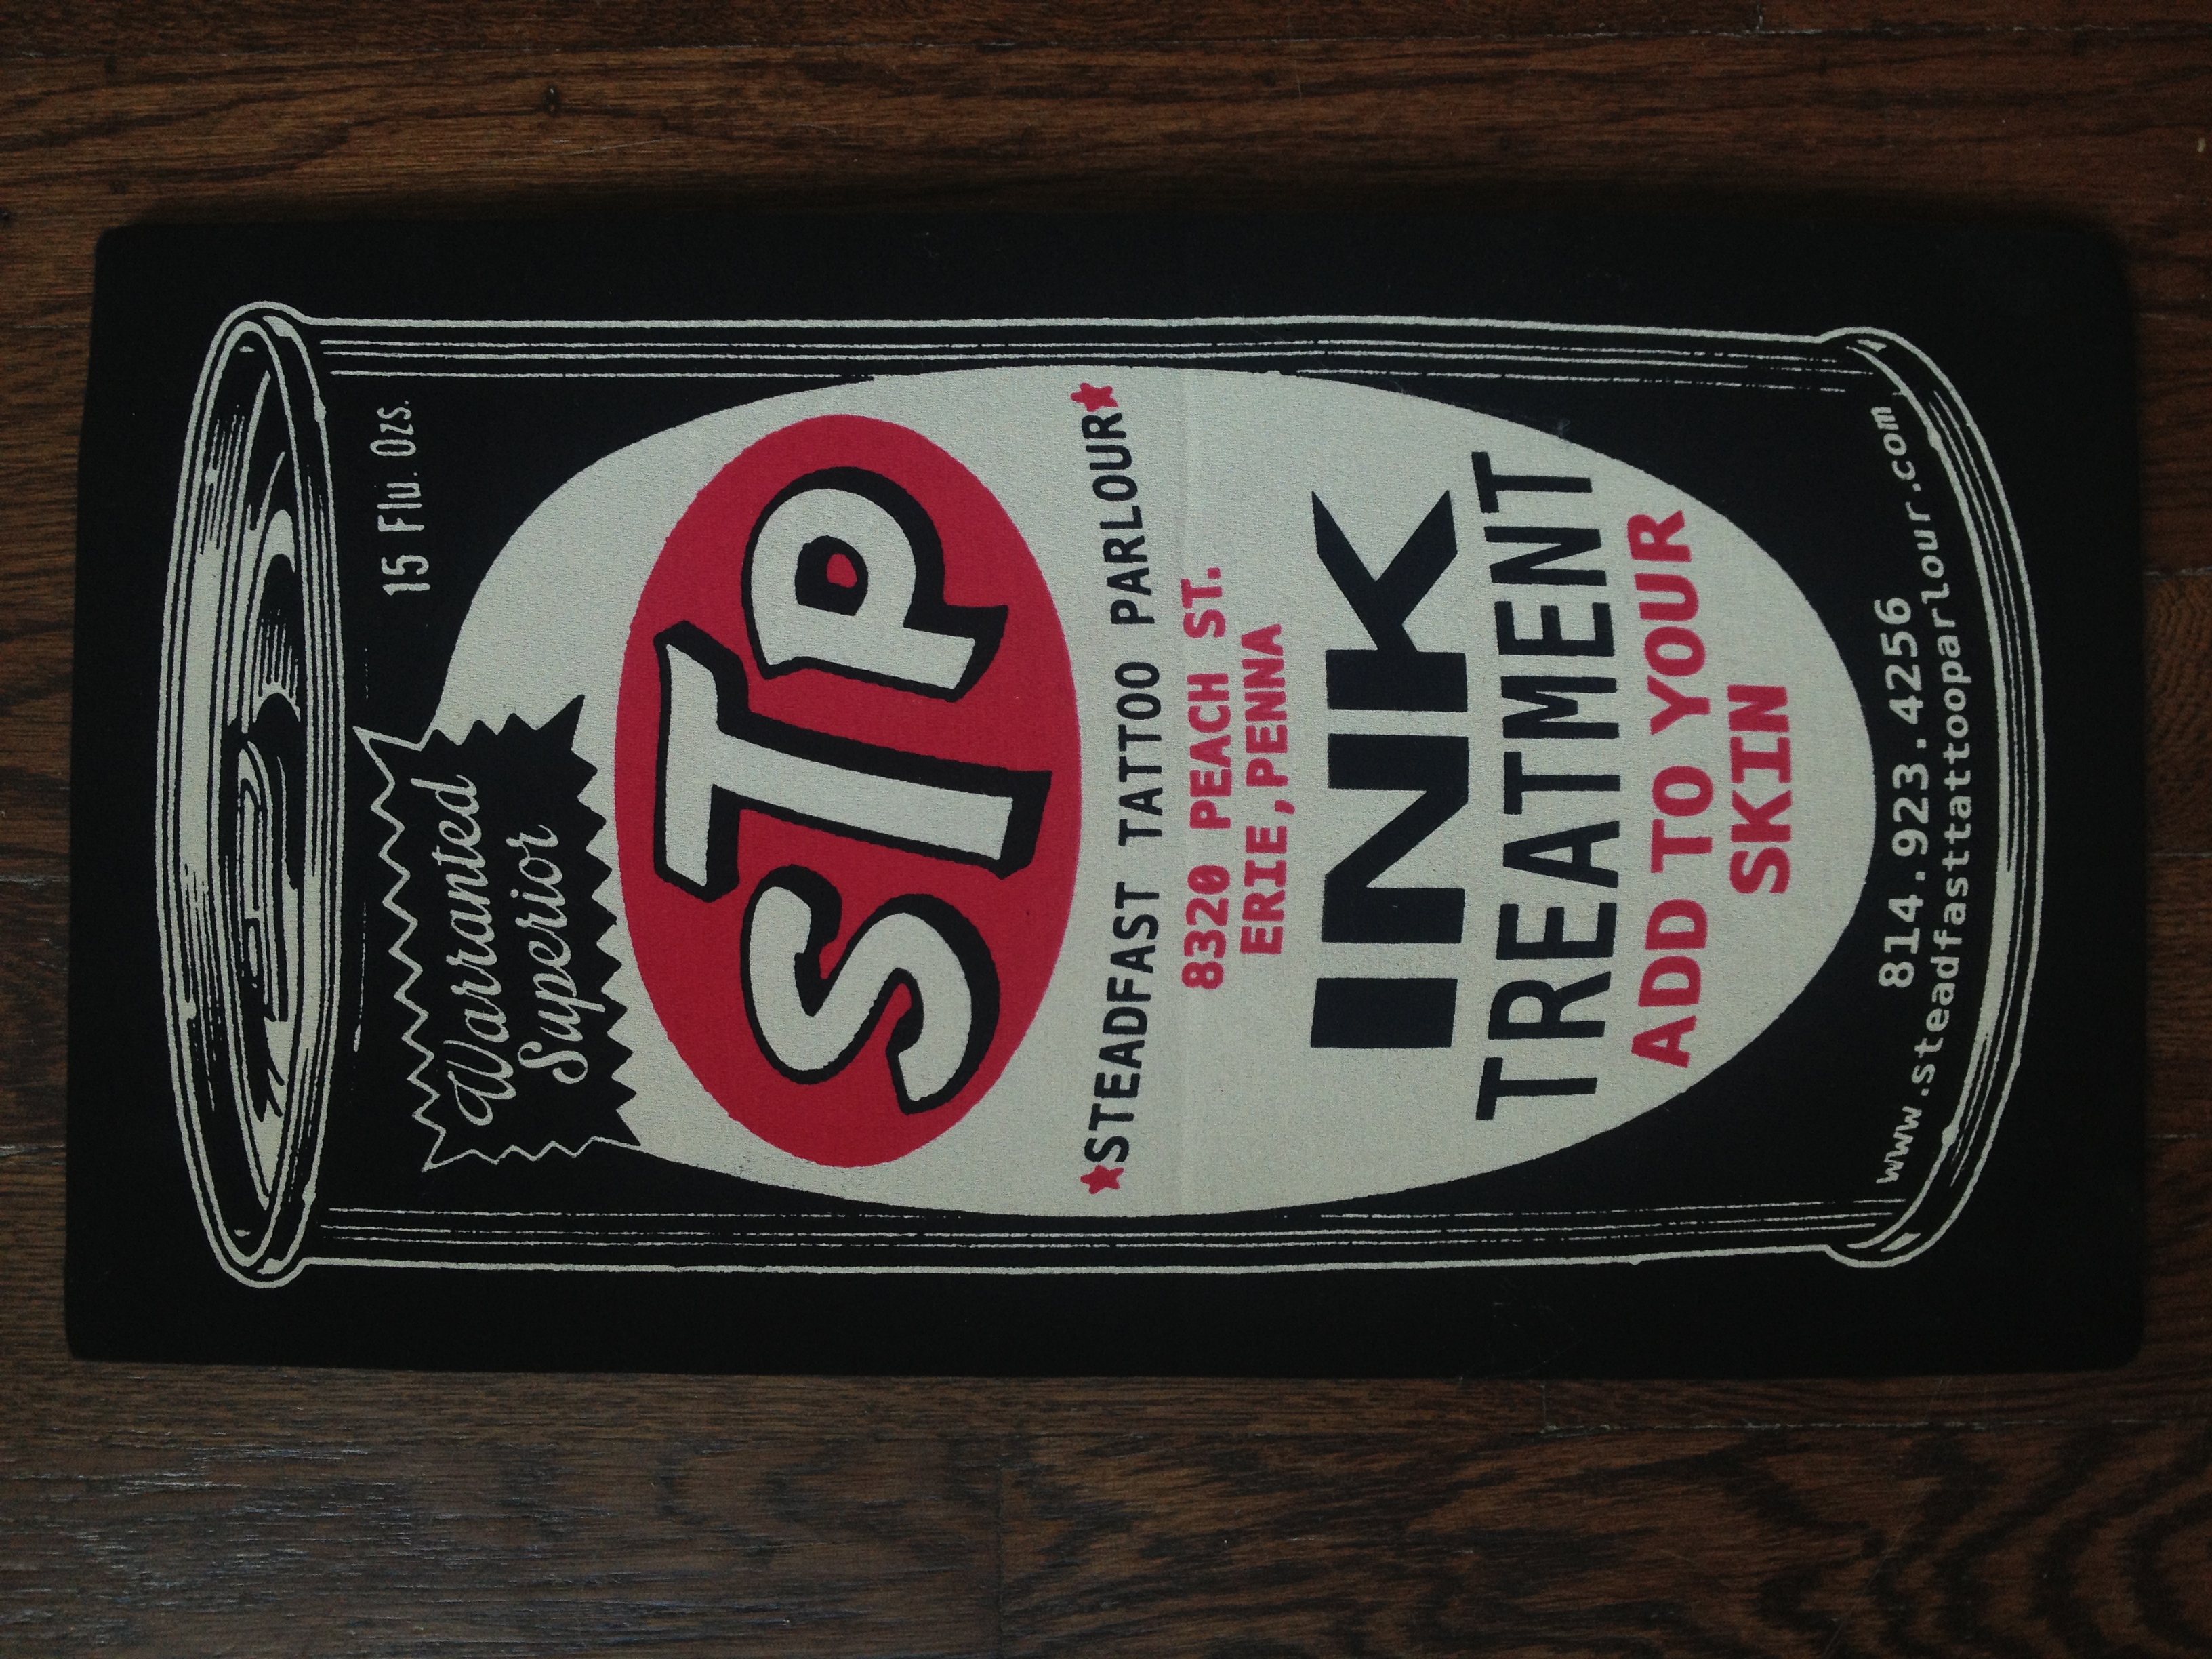 15 Flu. Ozs.
Warranted
Superior
STP
★STEADFAST TATTOO PARLOUR★
8320 PEACH ST.
ERIE,PENNA
INK
TREATMENT
ADD TO YOUR
SKIN
814.923.4256
www.steadfasttattooparlour.com